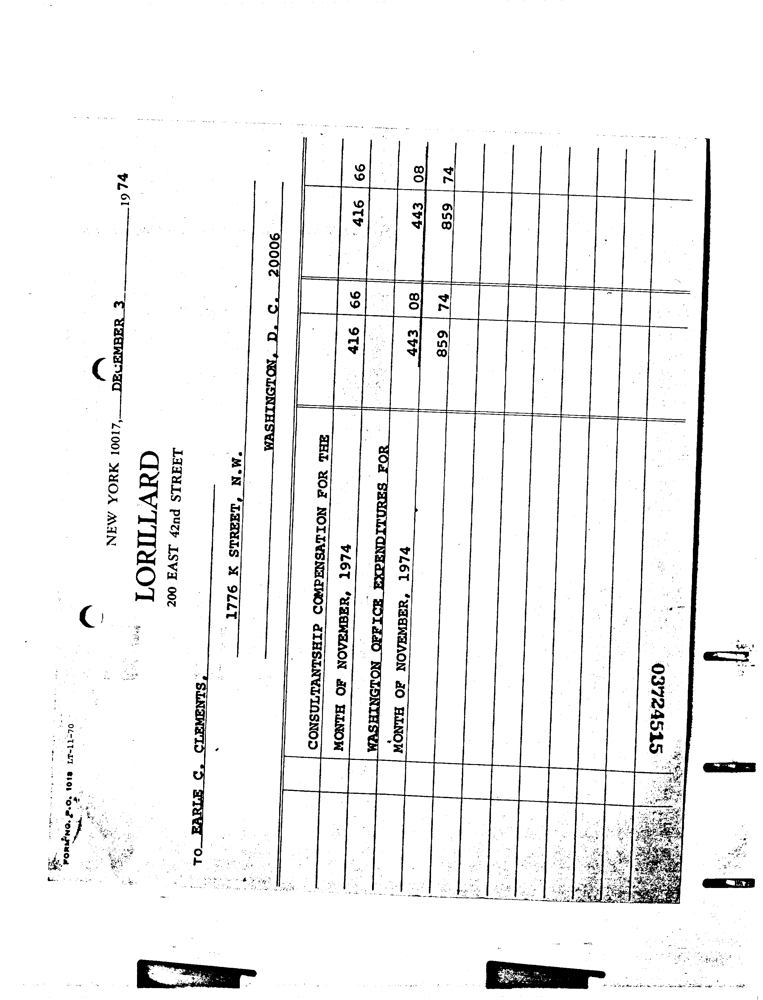 FORM NO. P.O. 1018 LT-11-70
NEW YORK 10017, DECEMBER 3 1974
LORILLARD
200 EAST 42nd STREET
TO EARLE C. CLEMENTS,
1776 K STREET, N.W.
WASHINGTON, D. C. 20006
CONSULTANTSHIP COMPENSATION FOR THE
MONTH OF NOVEMBER, 1974 416 66 416 66
WASHINGTON OFFICE EXPENDITURES FOR
MONTH OF NOVEMBER, 1974 443 08 443 08
859 74 859 74
03724515